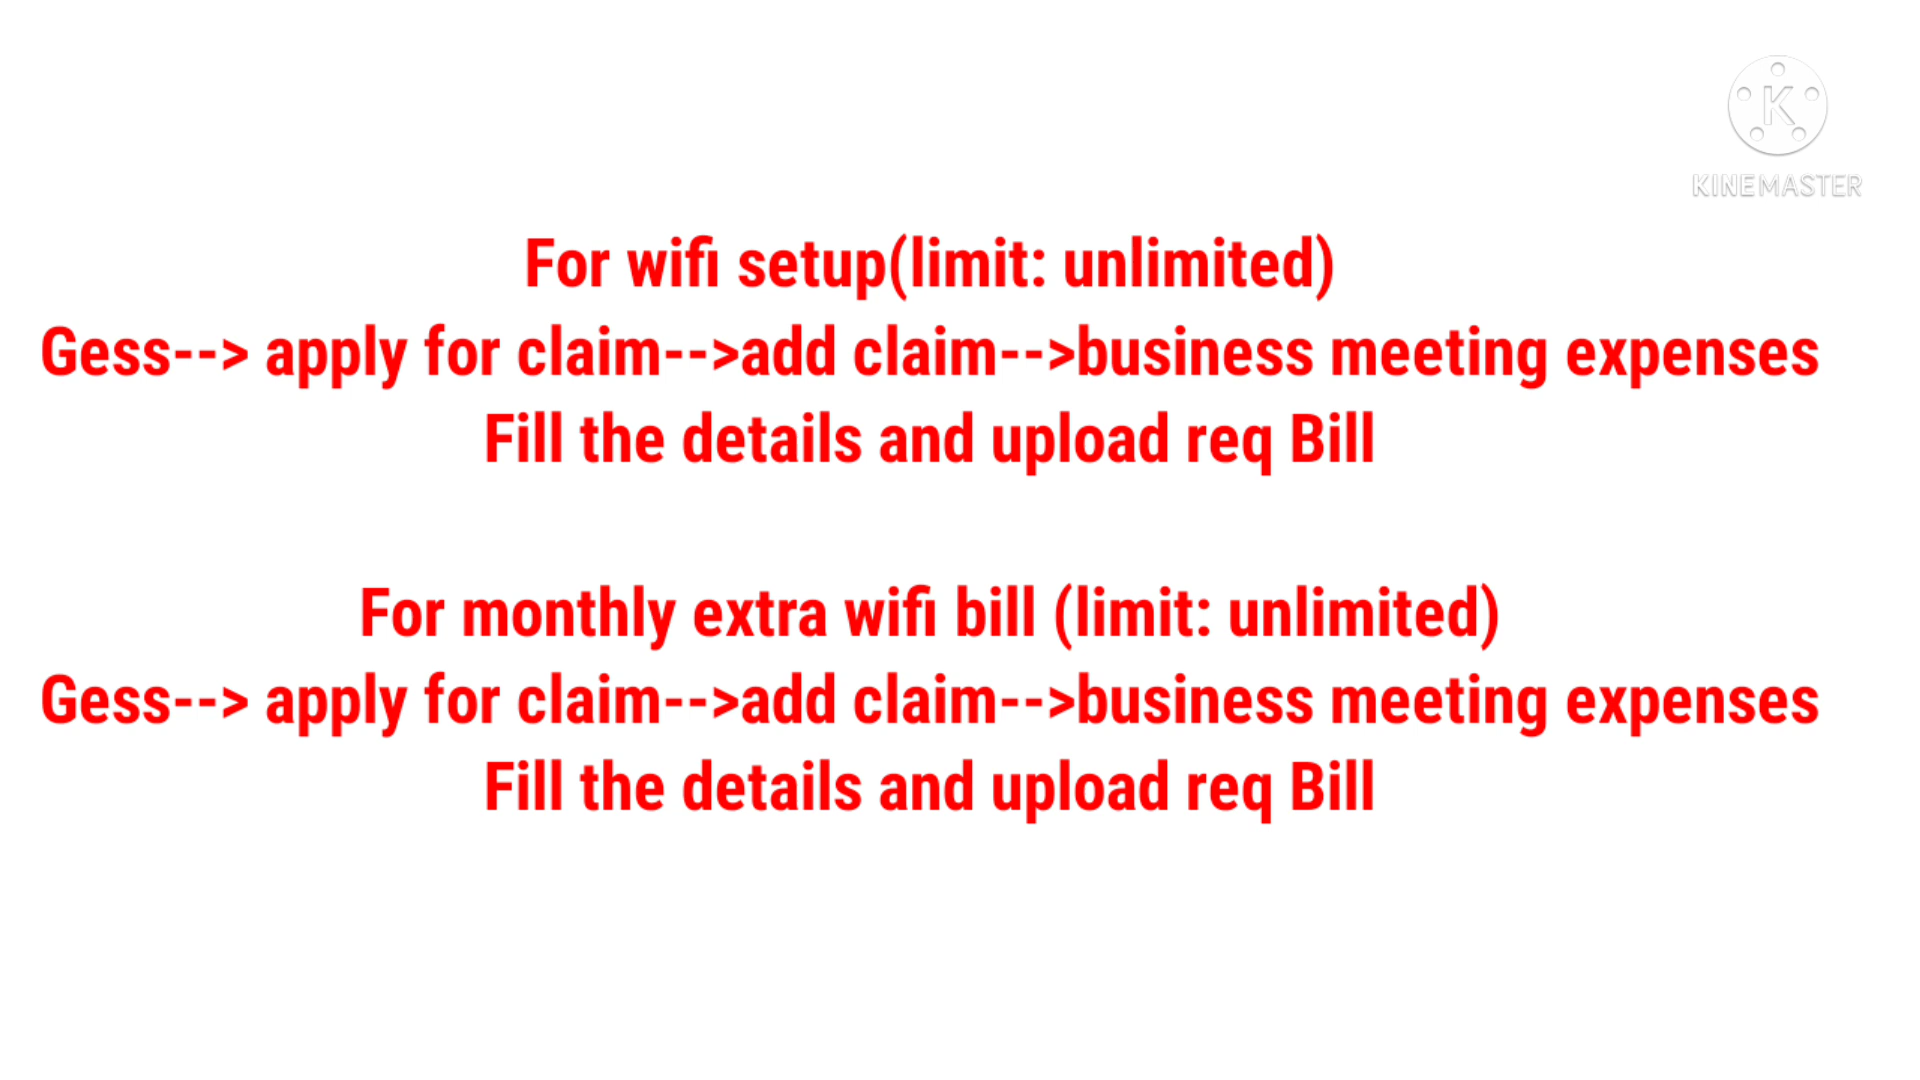 KINEMASTER
For wifi setup(limit: unlimited)
Gess--> apply for claim-->add claim-->business meeting expenses
Fill the details and upload req Bill
For monthly extra wifi bill (limit: unlimited)
Gess--> apply for claim-->add claim-->business meeting expenses
Fill the details and upload req Bill